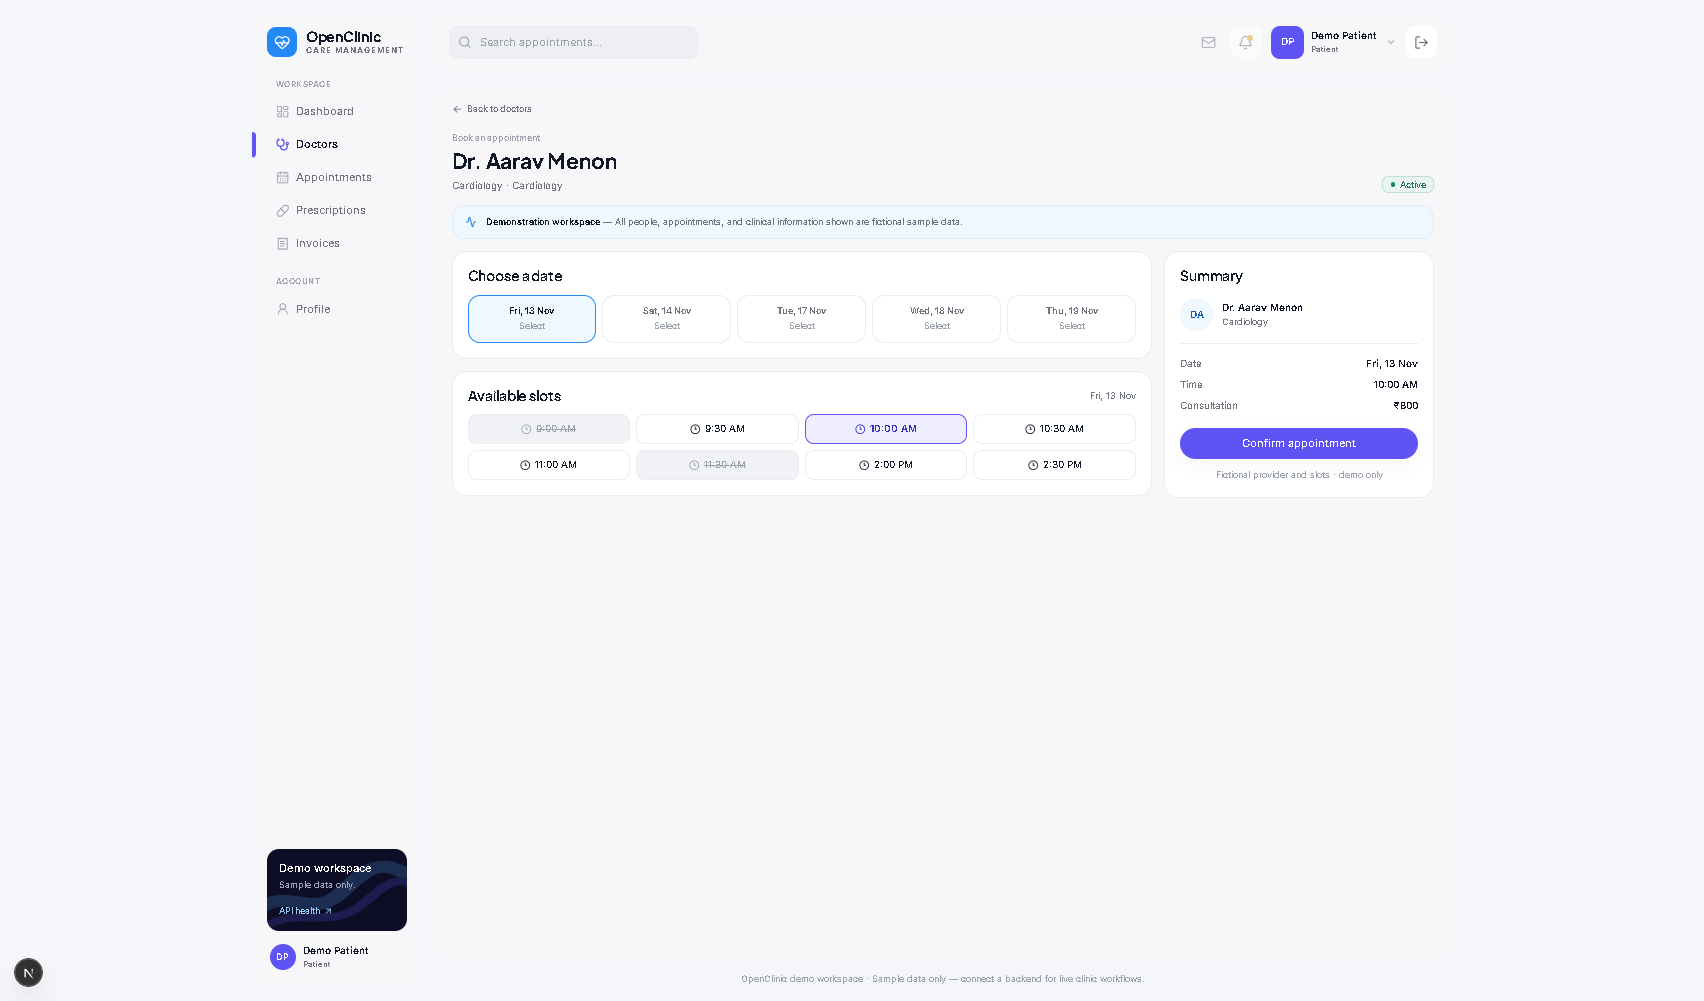 OpenClinic
CARE MANAGEMENT
Search appointments...
DP
Demo Patient
Patient
WORKSPACE
Dashboard
Doctors
Appointments
Prescriptions
Invoices
ACCOUNT
Profile
Back to doctors
Book an appointment
Dr. Aarav Menon
Cardiology · Cardiology
Active
Demonstration workspace — All people, appointments, and clinical information shown are fictional sample data.
Choose a date
Fri, 13 Nov
Select
Sat, 14 Nov
Select
Tue, 17 Nov
Select
Wed, 18 Nov
Select
Thu, 19 Nov
Select
Available slots
Fri, 13 Nov
9:00 AM
9:30 AM
10:00 AM
10:30 AM
11:00 AM
11:30 AM
2:00 PM
2:30 PM
Summary
DA
Dr. Aarav Menon
Cardiology
Date
Fri, 13 Nov
Time
10:00 AM
Consultation
₹800
Confirm appointment
Fictional provider and slots · demo only
Demo workspace
Sample data only.
API health
DP
Demo Patient
Patient
N
OpenClinic demo workspace · Sample data only — connect a backend for live clinic workflows.